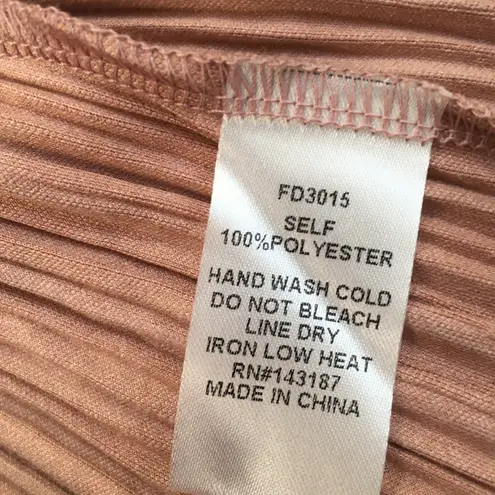 FD3015
SELF
100%POLYESTER
HAND WASH COLD
DO NOT BLEACH
LINE DRY
IRON LOW HEAT
RN#143187
MADE IN CHINA